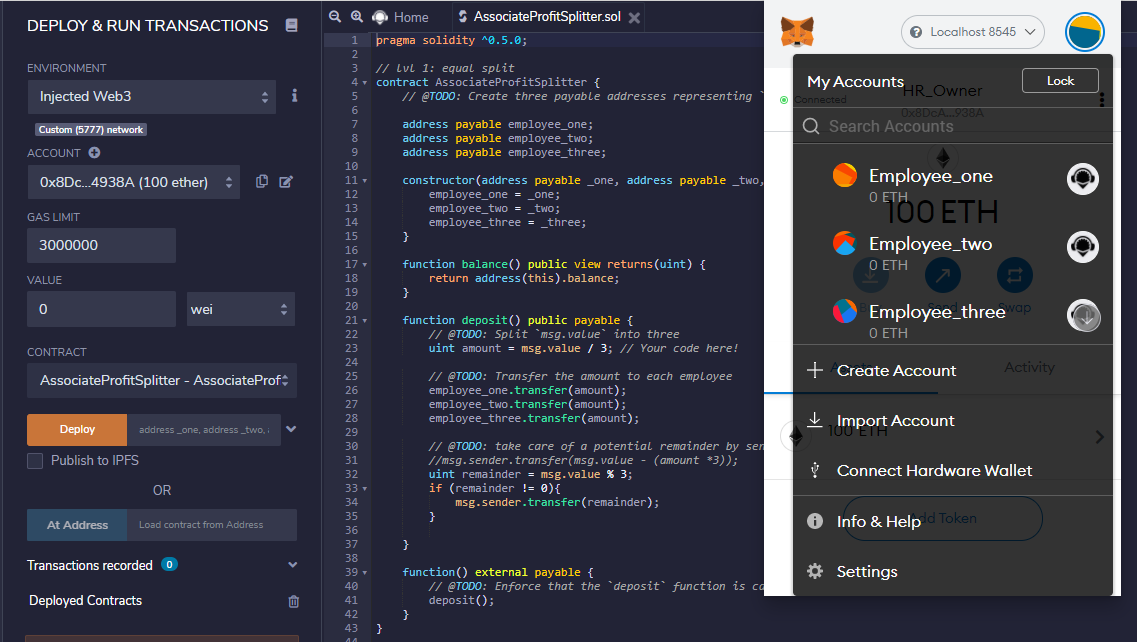 DEPLOY & RUN TRANSACTIONS
ENVIRONMENT
Injected Web3
Custom (5777) network
ACCOUNT
0x8Dc...4938A (100 ether)
GAS LIMIT
3000000
VALUE
0
wei
CONTRACT
AssociateProfitSplitter - AssociateProf
Deploy
address _one, address _two,
Publish to IPFS
OR
At Address
Load contract from Address
Transactions recorded 0
Deployed Contracts
Home
AssociateProfitSplitter.sol
1 pragma solidity ^0.5.0;
2
3 // lvl 1: equal split
4 contract AssociateProfitSplitter {
5 // @TODO: Create three payable addresses representing `
6
7 address payable employee_one;
8 address payable employee_two;
9 address payable employee_three;
10
11 constructor(address payable _one, address payable _two,
12 employee_one = _one;
13 employee_two = _two;
14 employee_three = _three;
15 }
16
17 function balance() public view returns(uint) {
18 return address(this).balance;
19 }
20
21 function deposit() public payable {
22 // @TODO: Split `msg.value` into three
23 uint amount = msg.value / 3; // Your code here!
24
25 // @TODO: Transfer the amount to each employee
26 employee_one.transfer(amount);
27 employee_two.transfer(amount);
28 employee_three.transfer(amount);
29
30 // @TODO: take care of a potential remainder by sen
31 //msg.sender.transfer(msg.value - (amount *3));
32 uint remainder = msg.value % 3;
33 if (remainder != 0){
34 msg.sender.transfer(remainder);
35 }
36
37 }
38
39 function() external payable {
40 // @TODO: Enforce that the `deposit` function is ca
41 deposit();
42 }
43 }
Localhost 8545
My Accounts
Lock
Connected
HR_Owner
0x8DcA...938A
Search Accounts
Employee_one
0 ETH
100 ETH
Employee_two
0 ETH
Send
Swap
Employee_three
0 ETH
Create Account
Activity
Import Account
100 ETH
Connect Hardware Wallet
Info & Help
Add Token
Settings